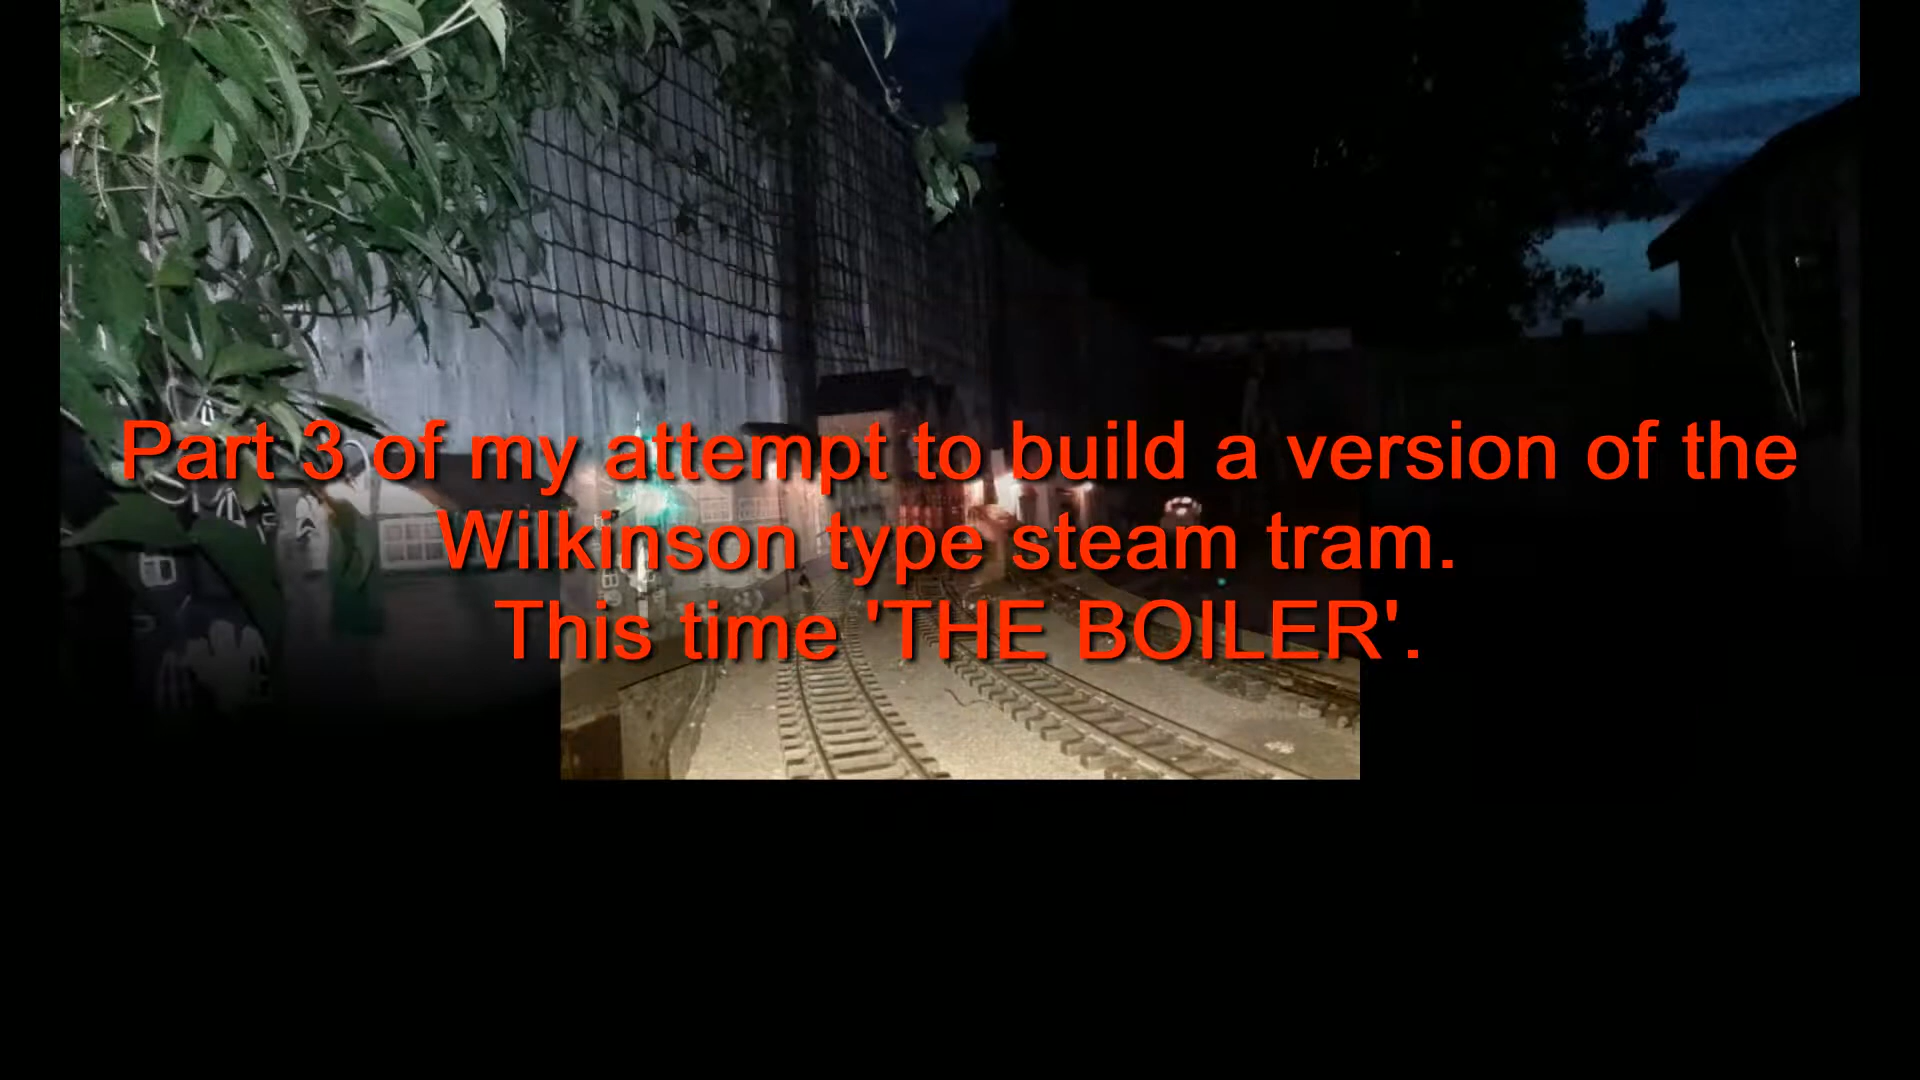 Part 3 of my attempt to build a version of the
Wilkinson type steam tram.
This time 'THE BOILER'.